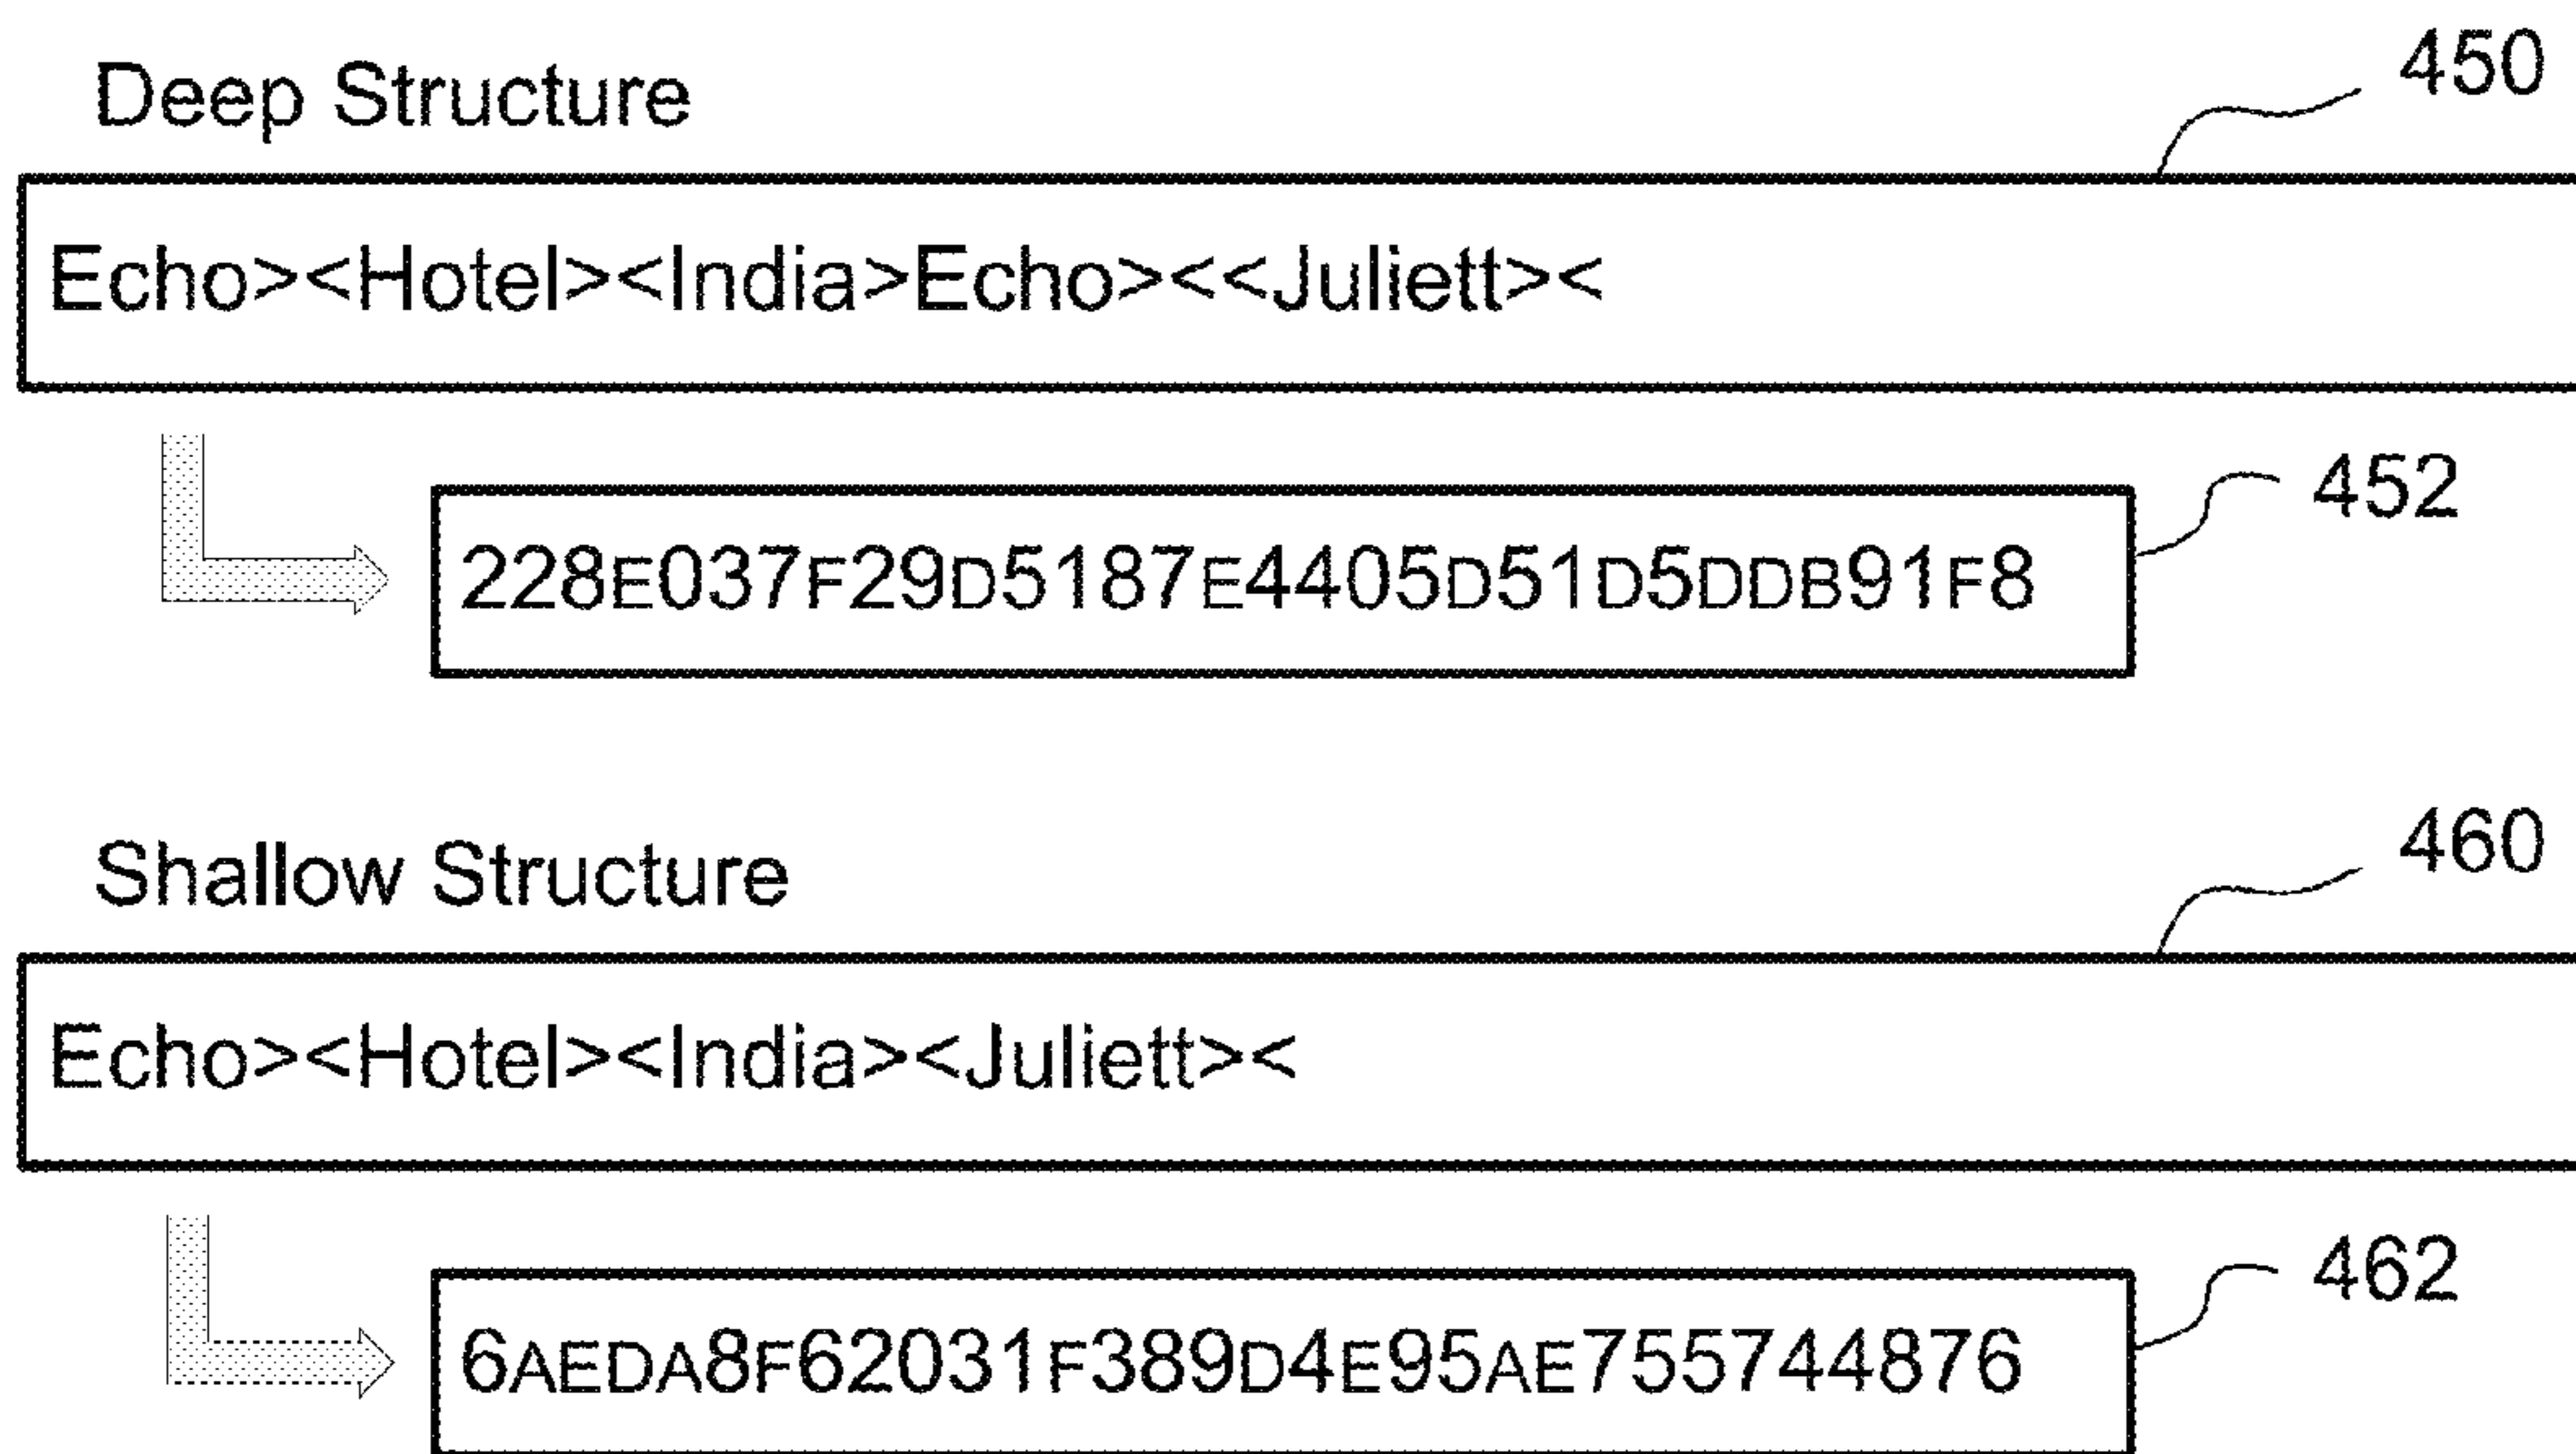 450
Deep Structure
Echo><Hotel><India>Echo><<Juliett><
452
228E037F29D5187E4405D51D5DDB91F8
460
Shallow Structure
Echo><Hotel><India><Juliett><
462
6AEDA8F62031F389D4E95AE755744876